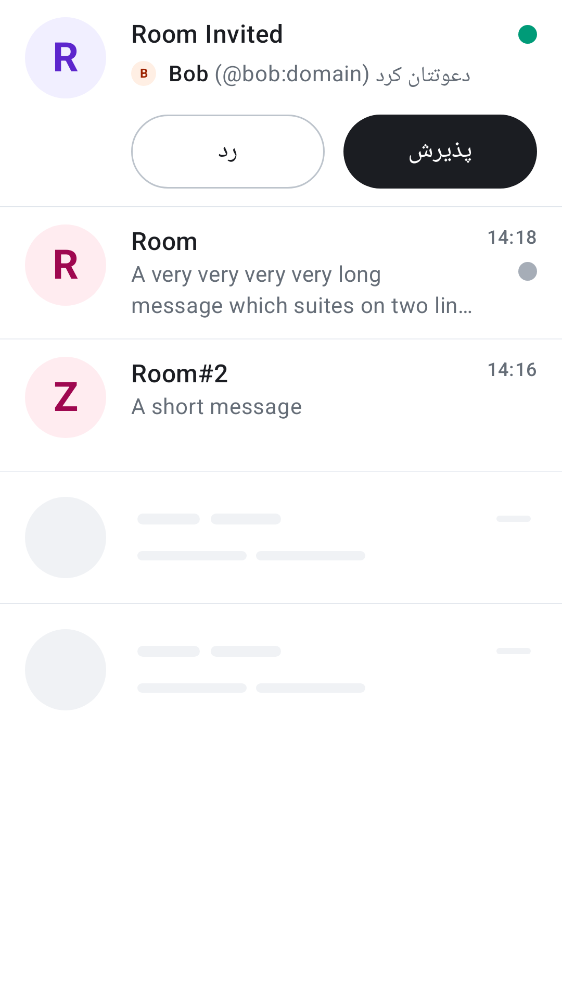 R
Room Invited
B Bob (@bob:domain) دعوتتان کرد
رد
پذیرش
R
Room
14:18
A very very very very long
message which suites on two lin…
Z
Room#2
14:16
A short message